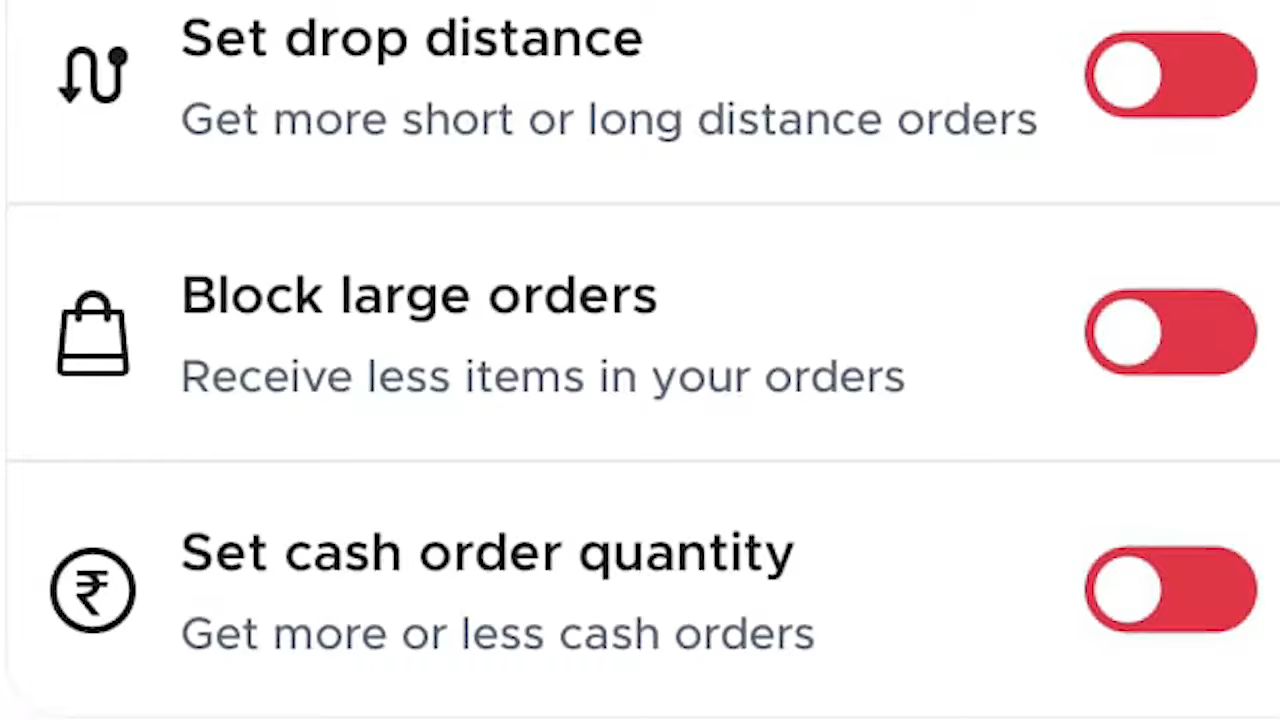 Set drop distance
Get more short or long distance orders
Block large orders
Receive less items in your orders
Set cash order quantity
₹
Get more or less cash orders